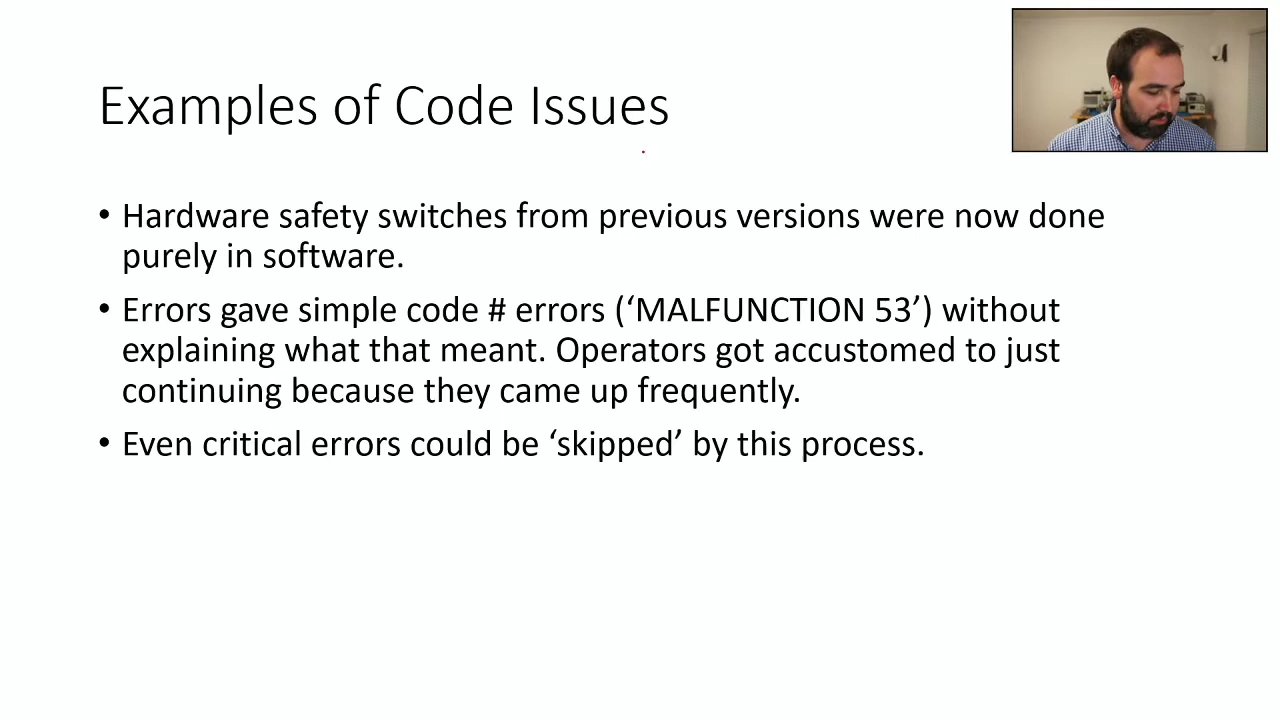 Examples of Code Issues
• Hardware safety switches from previous versions were now done
purely in software.
• Errors gave simple code # errors (‘MALFUNCTION 53’) without
explaining what that meant. Operators got accustomed to just
continuing because they came up frequently.
• Even critical errors could be ‘skipped’ by this process.